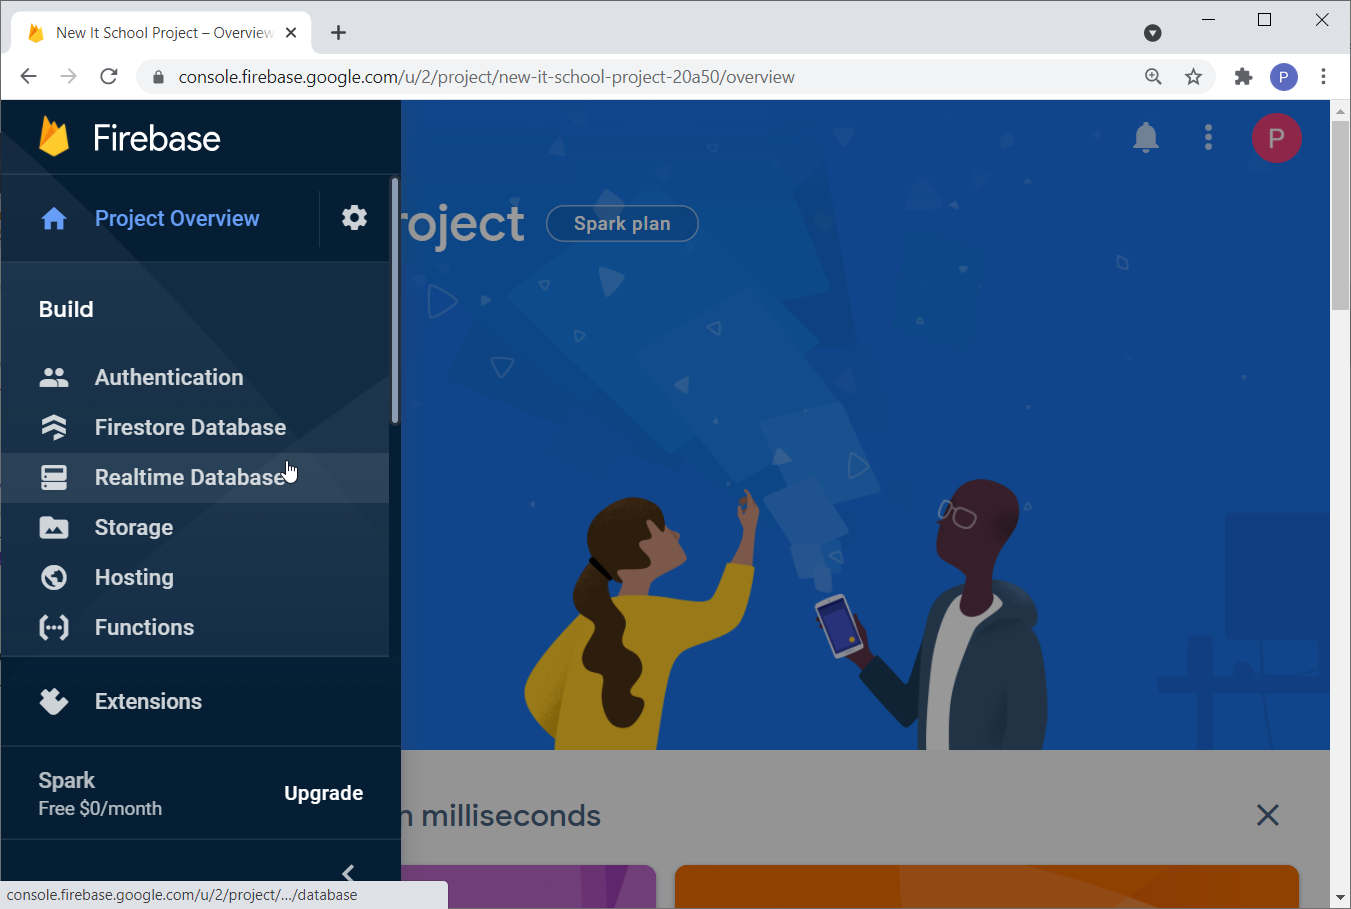 New It School Project – Overview
console.firebase.google.com/u/2/project/new-it-school-project-20a50/overview
P
Firebase
P
Project Overview
roject
Spark plan
Build
Authentication
Firestore Database
Realtime Database
Storage
Hosting
Functions
Extensions
Spark
Free $0/month
Upgrade
n milliseconds
console.firebase.google.com/u/2/project/.../database